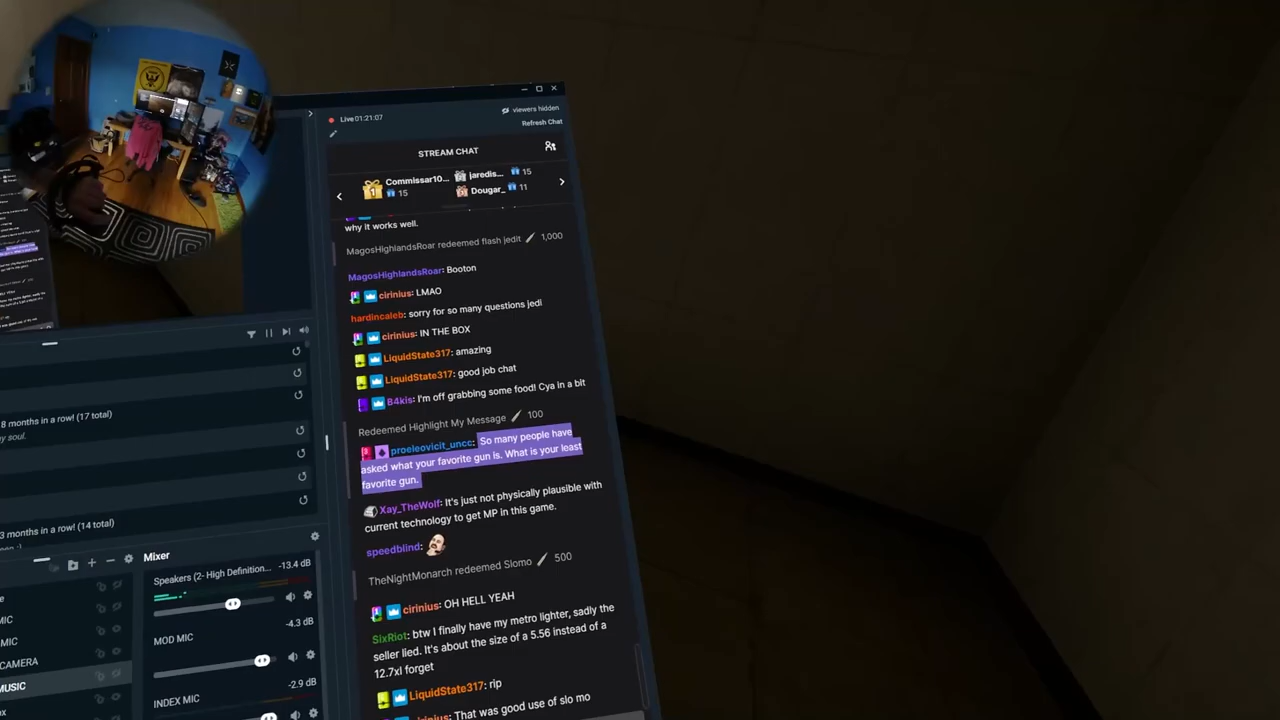 viewers hidden
Live 01:21:07
Refresh Chat
STREAM CHAT
Commissar10... jaredis... 15
15 Dougar_ 11
why it works well.
MagosHighlandsRoar redeemed flash jedit 1,000
MagosHighlandsRoar: Booton
cirinius: LMAO
hardincaleb: sorry for so many questions jedi
cirinius: IN THE BOX
LiquidState317: amazing
LiquidState317: good job chat
B4kis: I'm off grabbing some food! Cya in a bit
Redeemed Highlight My Message 100
proeleovicit_uncc: So many people have
asked what your favorite gun is. What is your least
favorite gun.
Xay_TheWolf: It's just not physically plausible with
current technology to get MP in this game.
speedblind:
TheNightMonarch redeemed Slomo 500
cirinius: OH HELL YEAH
SixRiot: btw I finally have my metro lighter, sadly the
seller lied. It's about the size of a 5.56 instead of a
12.7xl forget
LiquidState317: rip
cirinius: That was good use of slo mo
8 months in a row! (17 total)
my soul.
3 months in a row! (14 total)
Mixer
Speakers (2- High Definition... -13.4 dB
-4.3 dB
MOD MIC
-2.9 dB
INDEX MIC
MIC
MIC
CAMERA
MUSIC